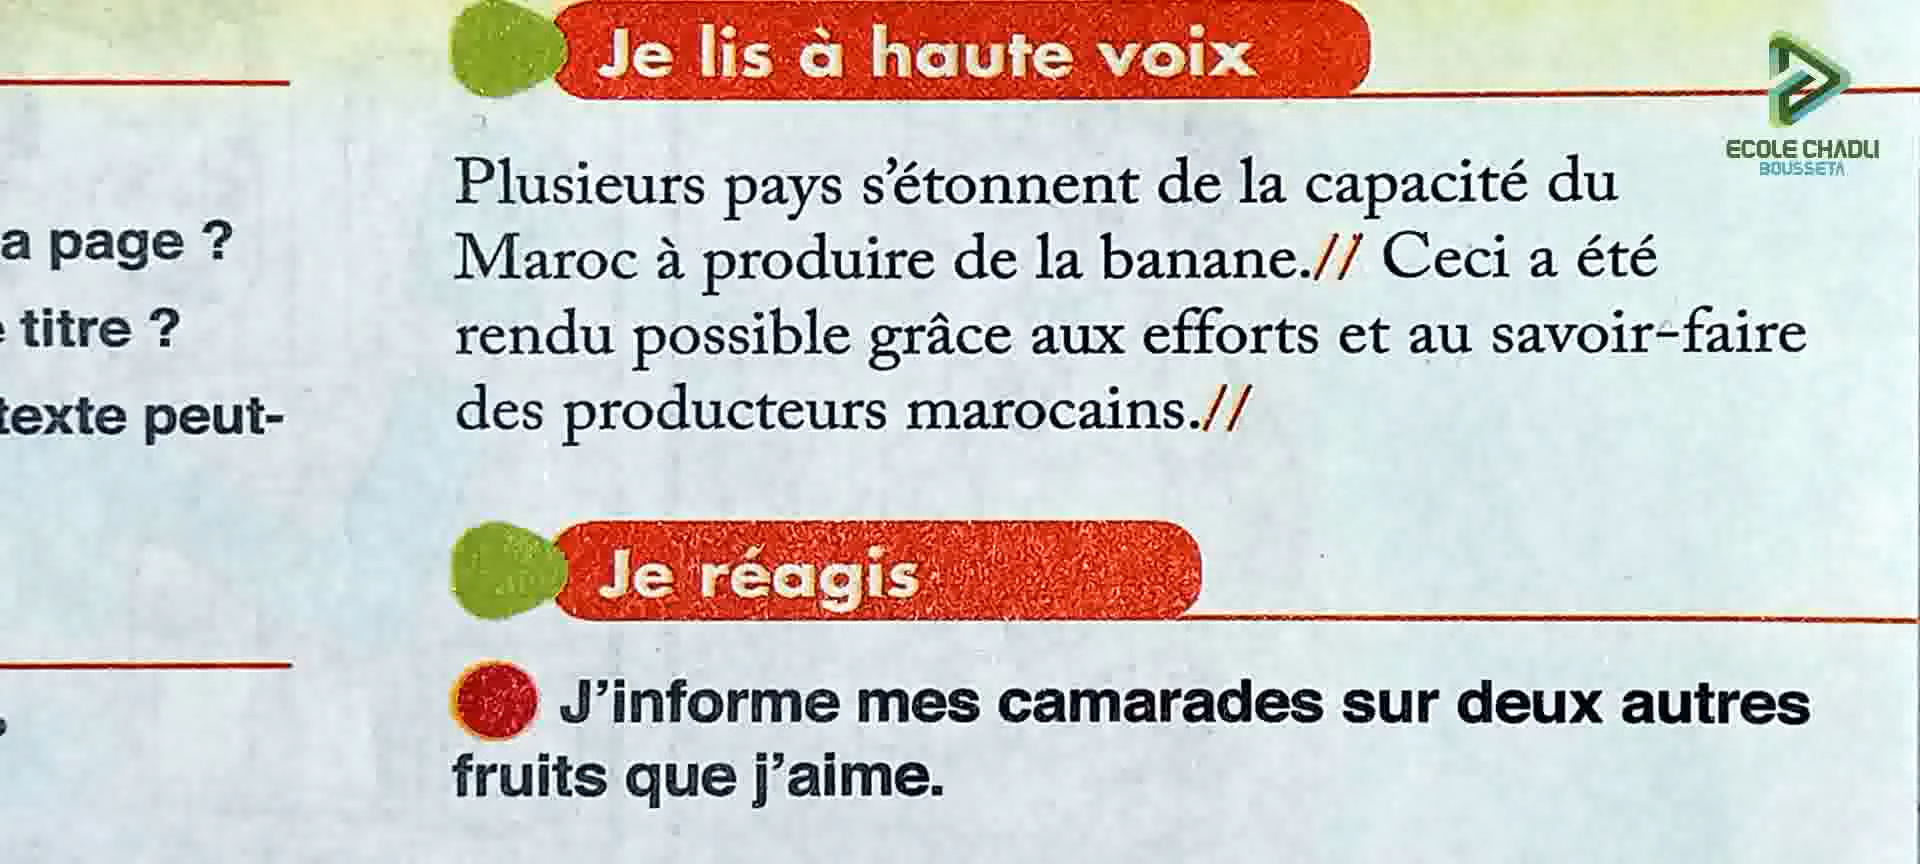 Je lis à haute voix
ECOLE CHADLI
BOUSSETA
a page ?
titre ?
texte peut-
Plusieurs pays s'étonnent de la capacité du
Maroc à produire de la banane.// Ceci a été
rendu possible grâce aux efforts et au savoir-faire
des producteurs marocains.//
Je réagis
J'informe mes camarades sur deux autres
fruits que j'aime.